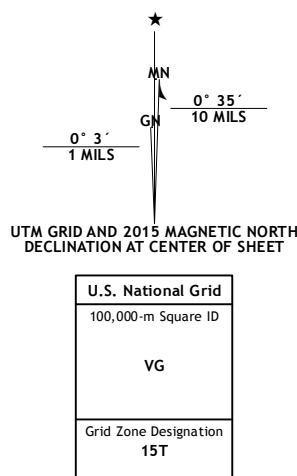 ★
MN
0° 35´
10 MILS
GN
0° 3´
1 MILS
UTM GRID AND 2015 MAGNETIC NORTH
DECLINATION AT CENTER OF SHEET
U.S. National Grid
100,000-m Square ID
VG
Grid Zone Designation
15T